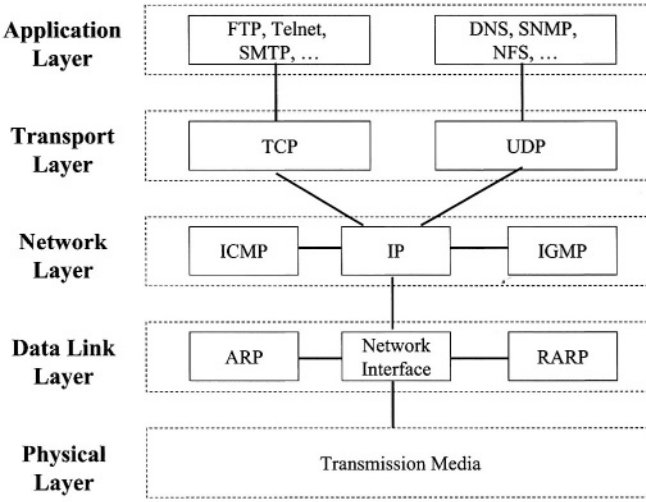 Application
Layer
FTP, Telnet,
SMTP, ...
DNS, SNMP,
NFS, ...
Transport
Layer
TCP
UDP
Network
Layer
ICMP
IP
IGMP
Data Link
Layer
ARP
Network
Interface
RARP
Physical
Layer
Transmission Media